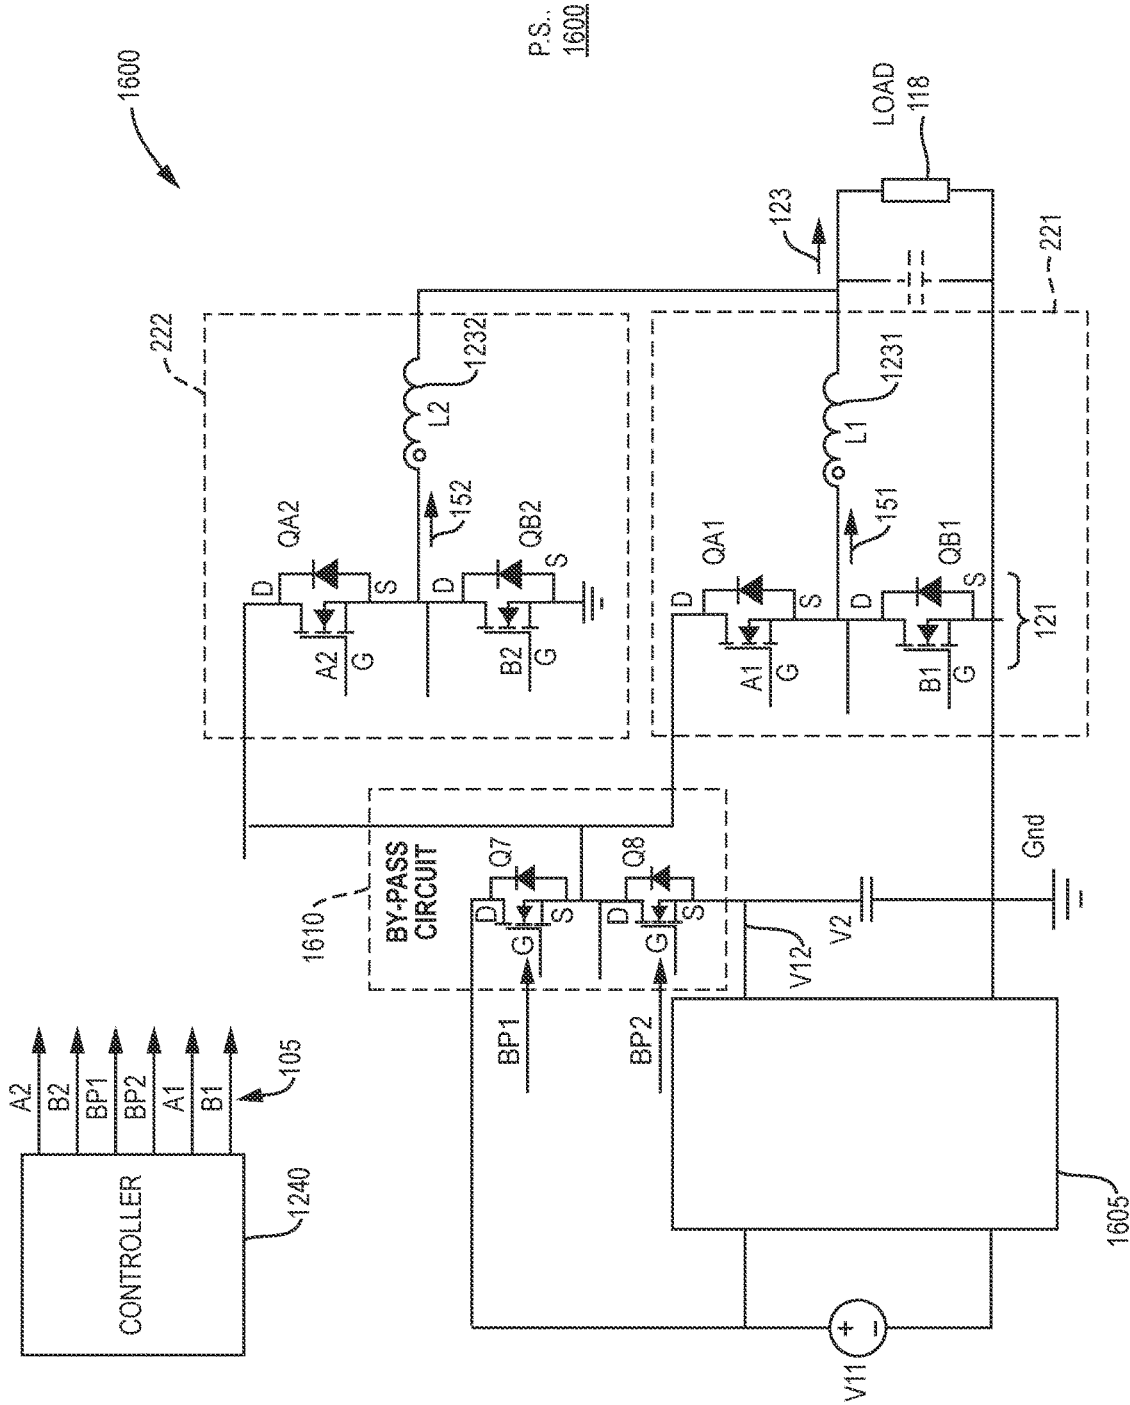 1600
P.S..
1600
CONTROLLER
1240
A2
B2
BP1
BP2
A1
B1
105
222
QA2
D
S
A2
G
152
L2
1232
QB2
D
S
B2
G
1610
BY-PASS
CIRCUIT
Q7
D
S
G
BP1
Q8
D
S
G
BP2
QA1
D
S
A1
G
151
L1
1231
QB1
D
S
B1
G
121
221
123
LOAD
118
V12
V2
Gnd
V11
+
–
1605